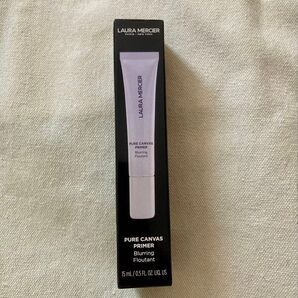 LAURA MERCIER
PARIS • NEW YORK
LAURA MERCIER
PURE CANVAS
PRIMER
Blurring
Floutant
PURE CANVAS
PRIMER
Blurring
Floutant
15 mL / 0.5 FL. OZ. LIQ. US